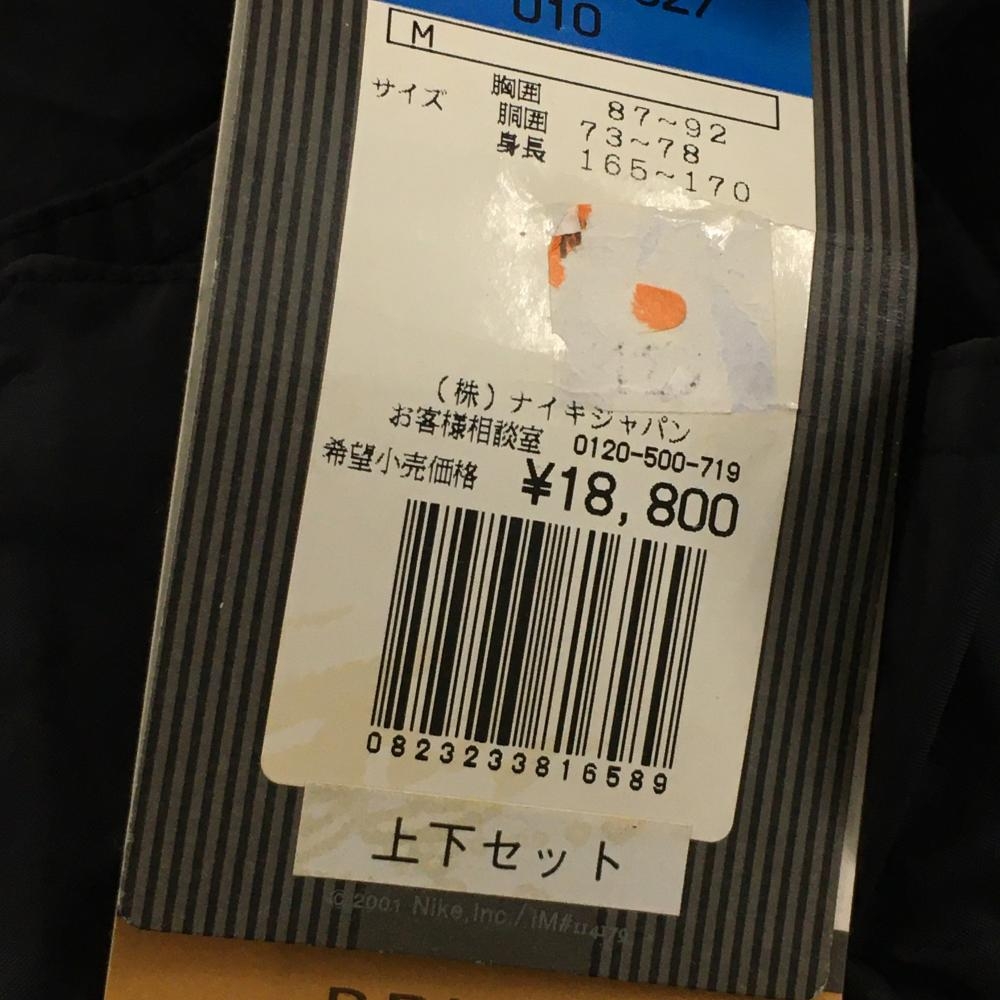 010
M
サイズ 胸囲 87~92
胴囲 73~78
身長 165~170
(株)ナイキジャパン
お客様相談室 0120-500-719
希望小売価格 ¥18,800
0823233816589
上下セット
© 2001 Nike, Inc. / IM#114179